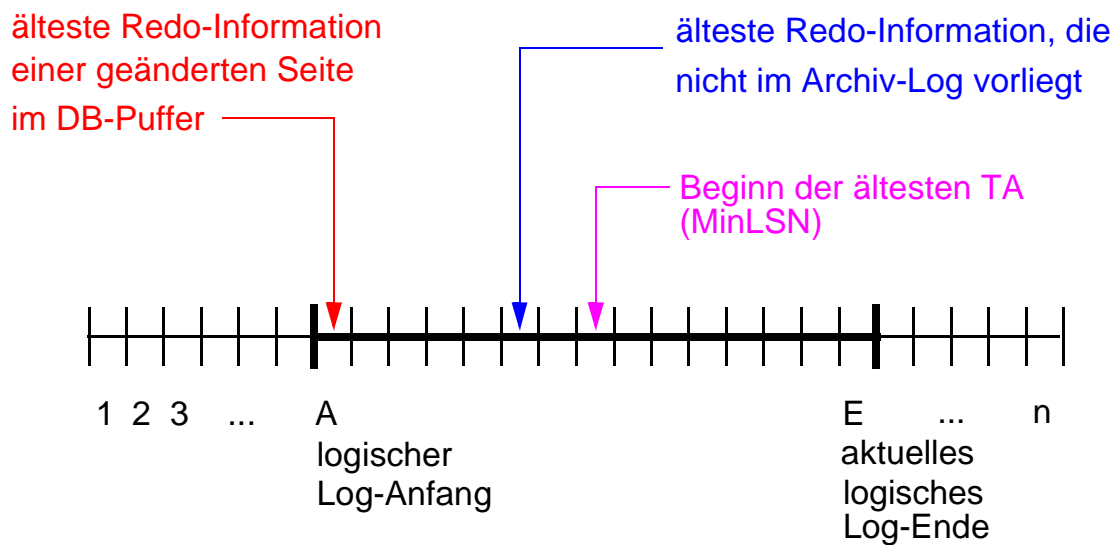 älteste Redo-Information
einer geänderten Seite
im DB-Puffer
älteste Redo-Information, die
nicht im Archiv-Log vorliegt
Beginn der ältesten TA
(MinLSN)
1 2 3 ... A E ... n
logischer
Log-Anfang
aktuelles
logisches
Log-Ende